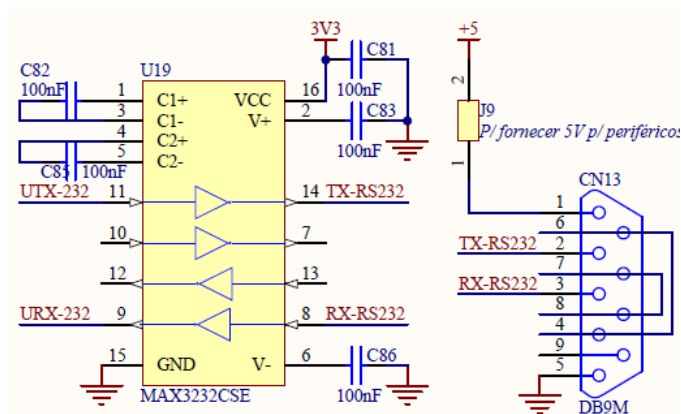 3V3
+5
C82
100nF
U19
C81
100nF
1
C1+
VCC
16
3
C1-
V+
2
C83
100nF
4
C2+
5
C2-
C85
100nF
UTX-232
11
14
TX-RS232
10
7
12
13
URX-232
9
8
RX-RS232
15
GND
V-
6
C86
100nF
MAX3232CSE
2
J9
P/ fornecer 5V p/ periféricos
1
CN13
1
6
TX-RS232
2
7
RX-RS232
3
8
4
9
5
DB9M